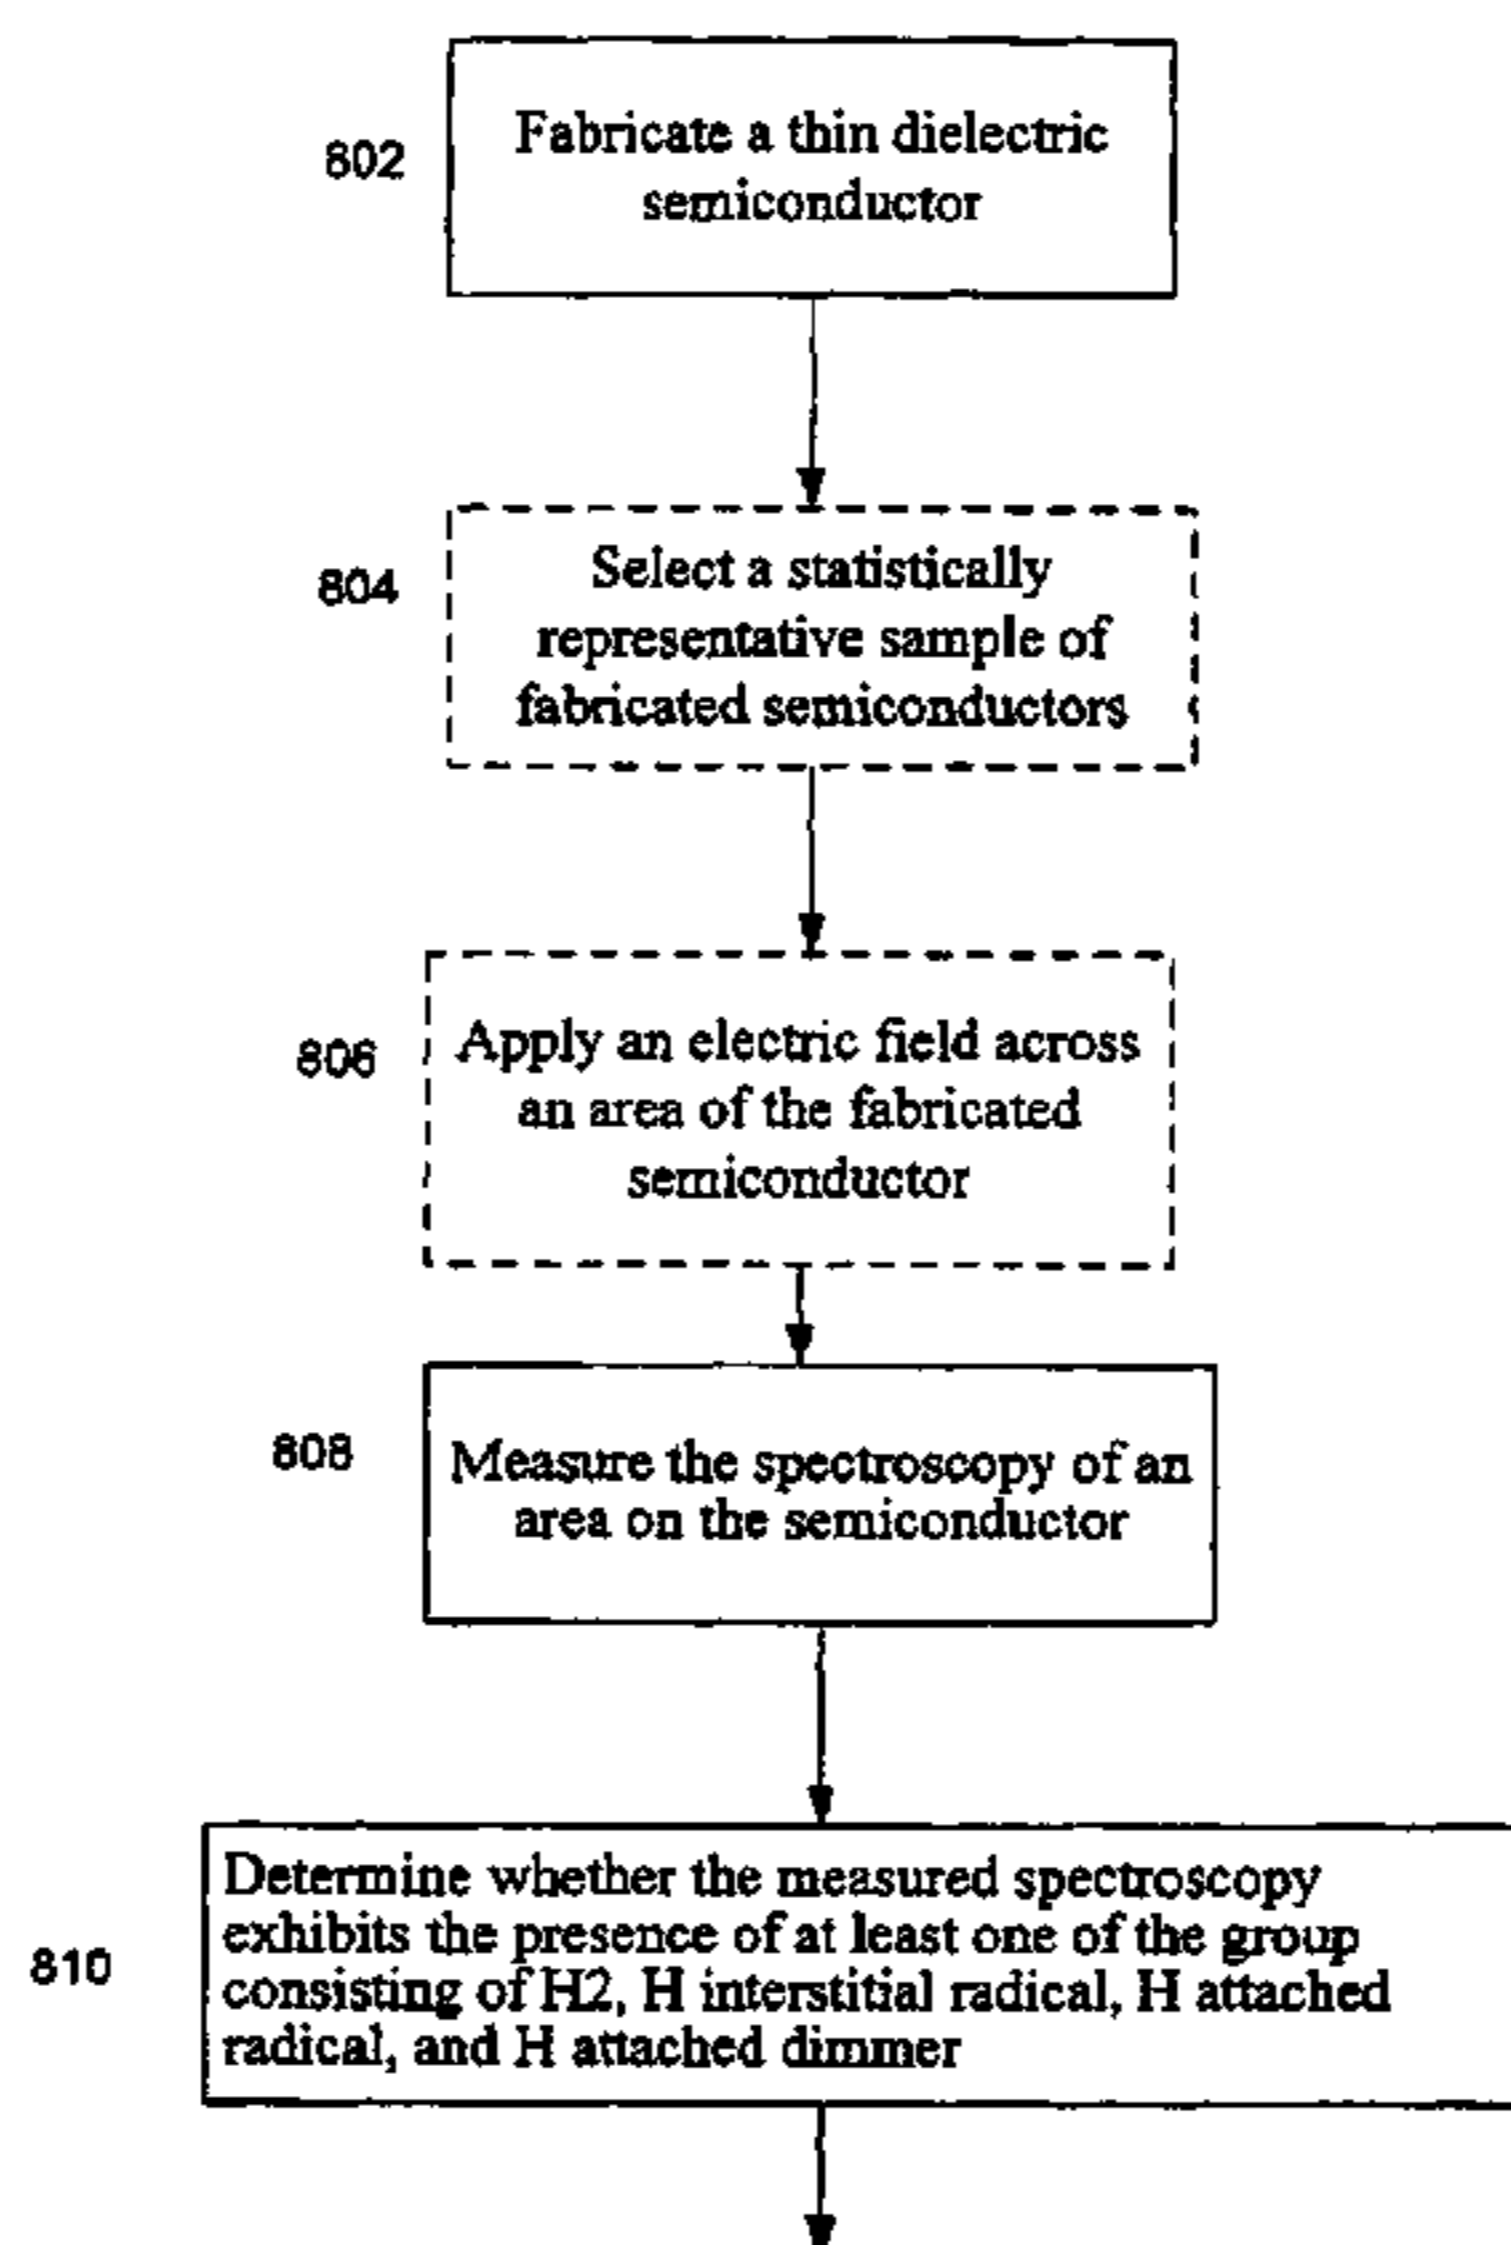 802
Fabricate a thin dielectric
semiconductor
804
Select a statistically
representative sample of
fabricated semiconductors
806
Apply an electric field across
an area of the fabricated
semiconductor
808
Measure the spectroscopy of an
area on the semiconductor
810
Determine whether the measured spectroscopy
exhibits the presence of at least one of the group
consisting of H2, H interstitial radical, H attached
radical, and H attached dimmer